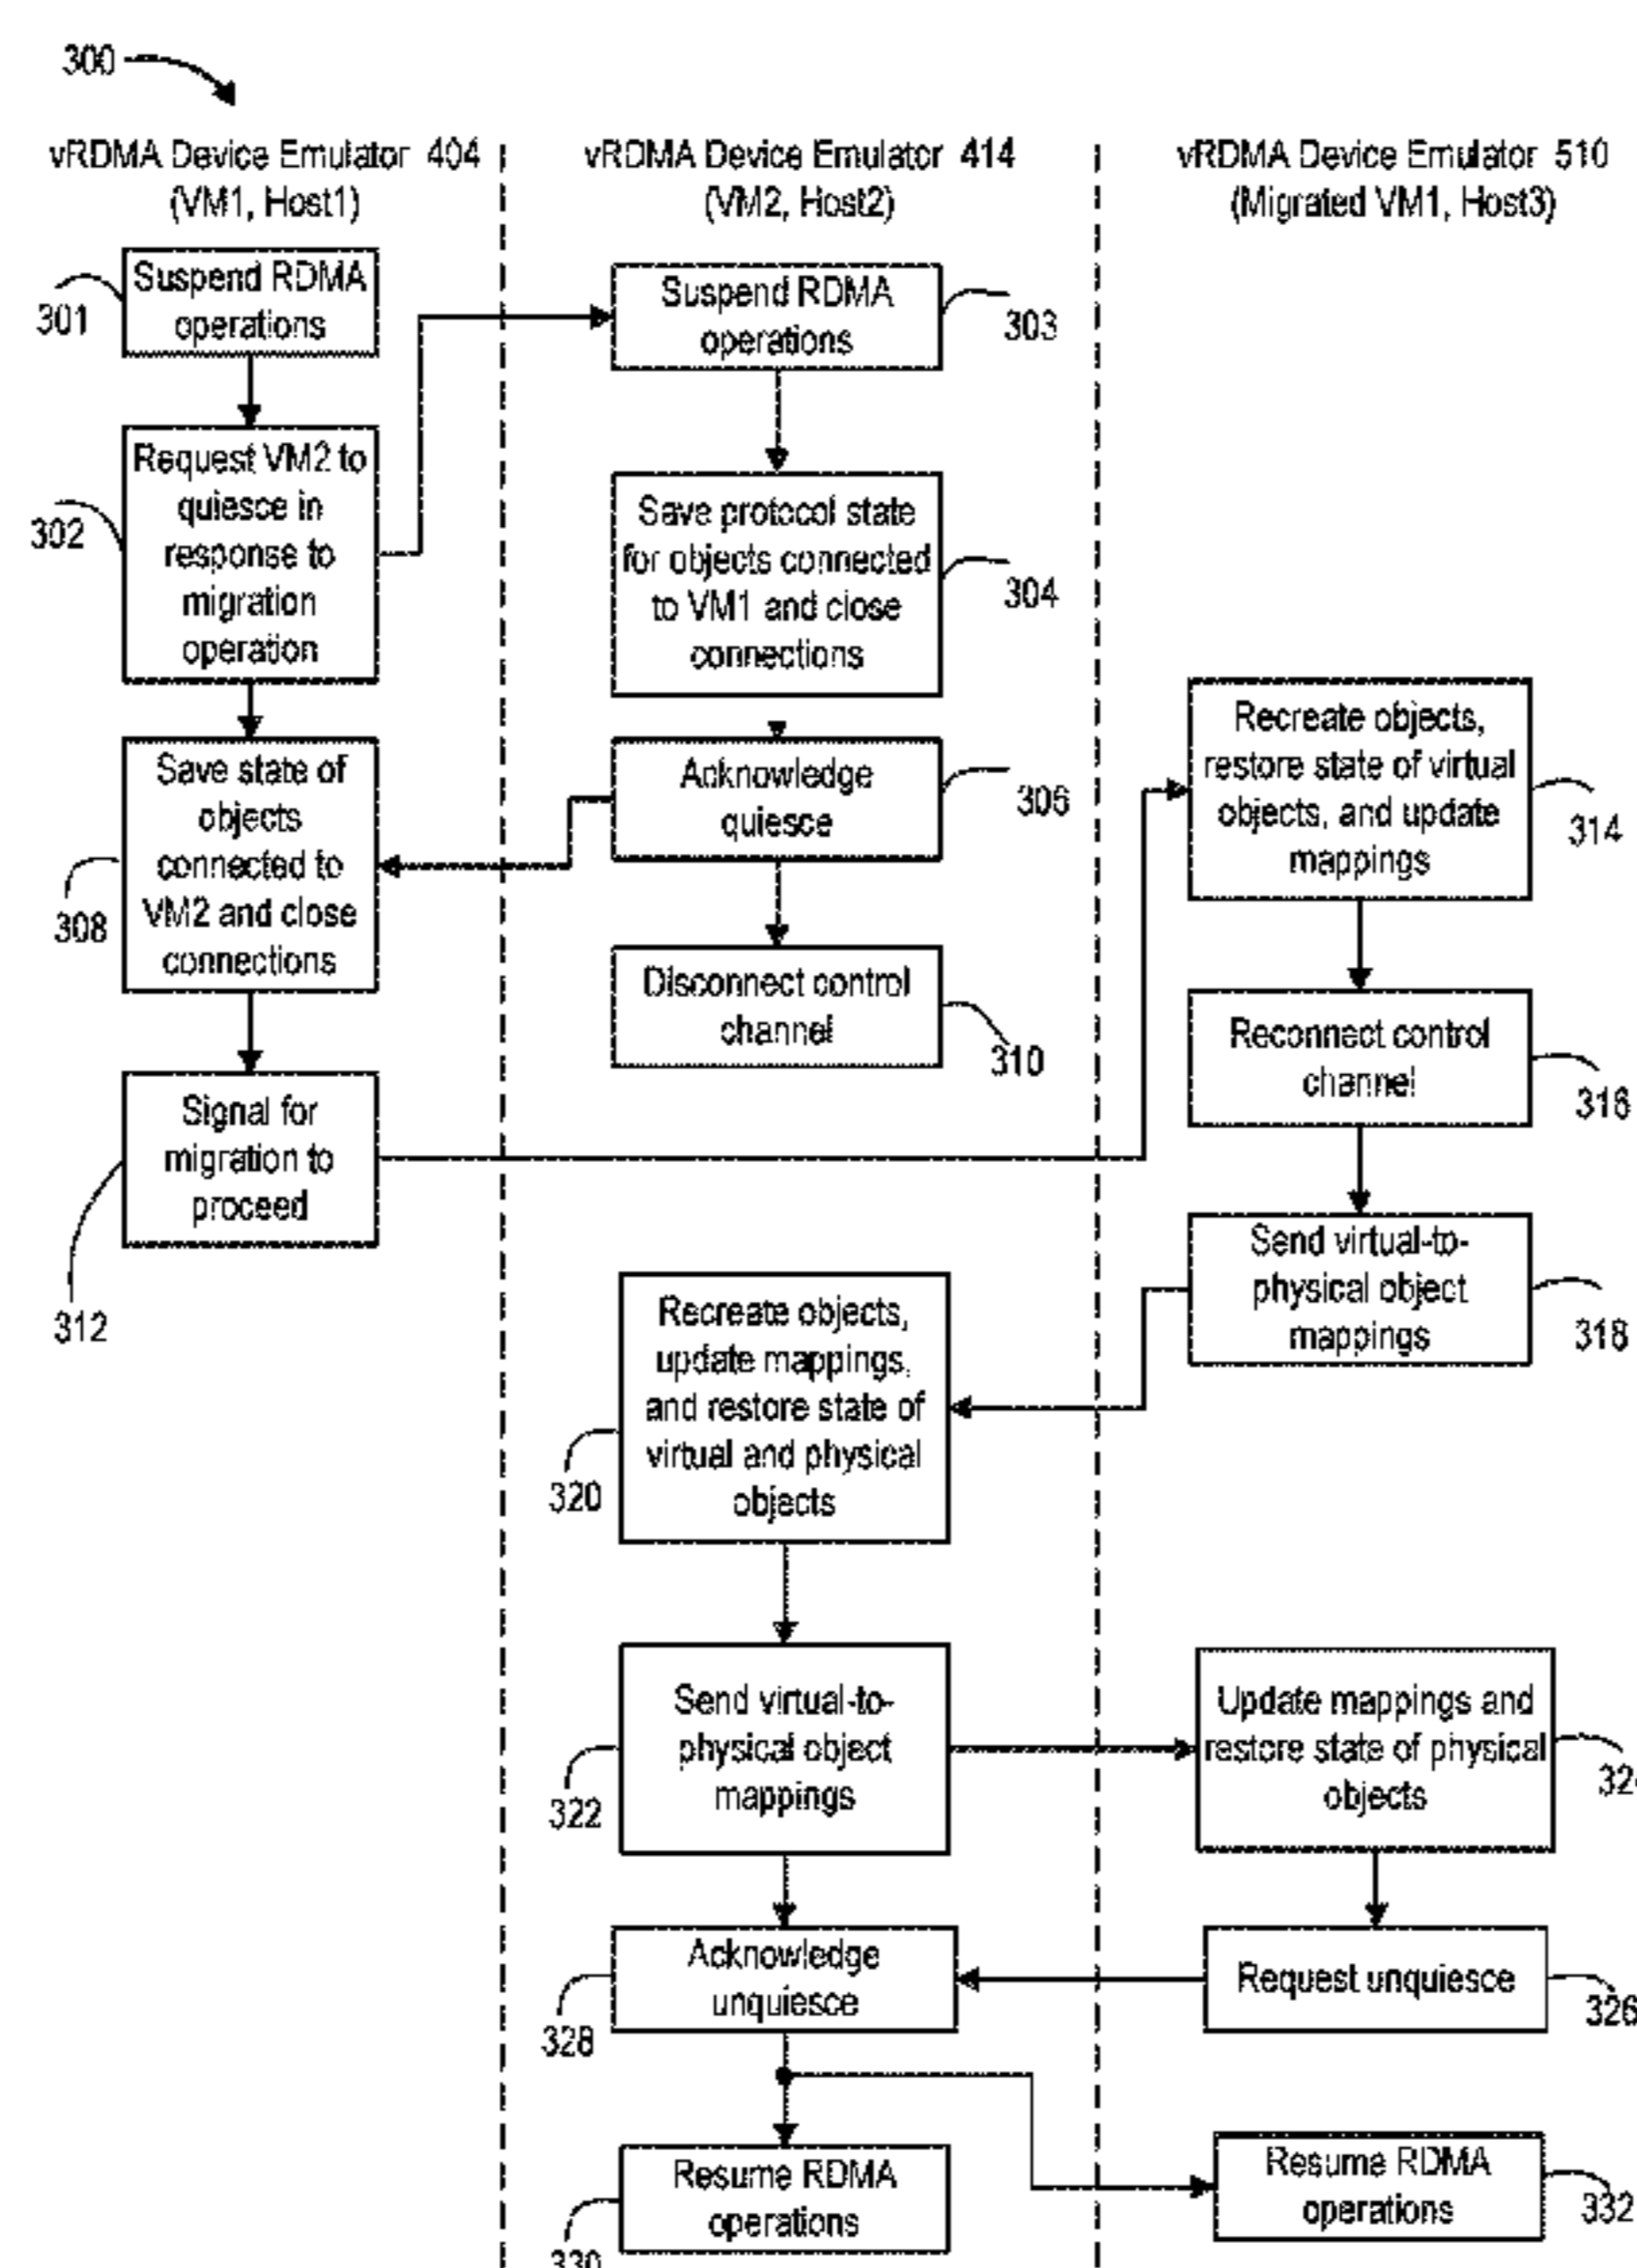 300
vRDMA Device Emulator 404
(VM1, Host1)
vRDMA Device Emulator 414
(VM2, Host2)
vRDMA Device Emulator 510
(Migrated VM1, Host3)
Suspend RDMA
operations
301
Suspend RDMA
operations
303
Request VM2 to
quiesce in
response to
migration
operation
302
Save protocol state
for objects connected
to VM1 and close
connections
304
Save state of
objects
connected to
VM2 and close
connections
308
Acknowledge
quiesce
306
Recreate objects,
restore state of virtual
objects, and update
mappings
314
Disconnect control
channel
310
Reconnect control
channel
316
Signal for
migration to
proceed
312
Send virtual-to-
physical object
mappings
318
Recreate objects,
update mappings,
and restore state of
virtual and physical
objects
320
Send virtual-to-
physical object
mappings
322
Update mappings and
restore state of physical
objects
Acknowledge
unquiesce
328
Request unquiesce
326
Resume RDMA
operations
330
Resume RDMA
operations
332